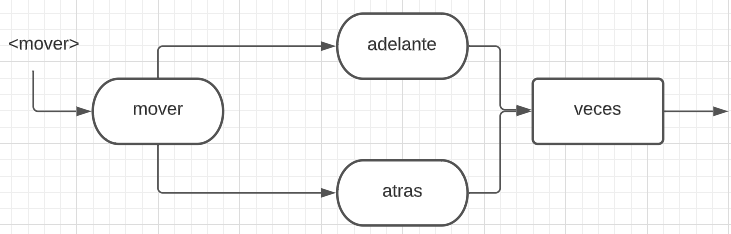 <mover>
mover
adelante
atras
veces